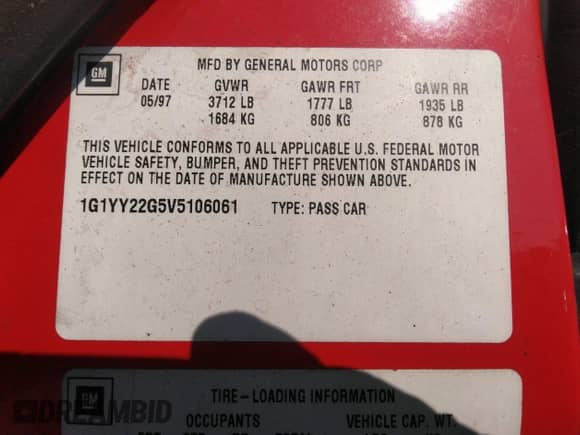 GM
MFD BY GENERAL MOTORS CORP
DATE GVWR GAWR FRT GAWR RR
05/97 3712 LB 1777 LB 1935 LB
1684 KG 806 KG 878 KG
THIS VEHICLE CONFORMS TO ALL APPLICABLE U.S. FEDERAL MOTOR
VEHICLE SAFETY, BUMPER, AND THEFT PREVENTION STANDARDS IN
EFFECT ON THE DATE OF MANUFACTURE SHOWN ABOVE.
1G1YY22G5V5106061 TYPE: PASS CAR
GM
TIRE-LOADING INFORMATION
OCCUPANTS VEHICLE CAP. WT.
DREAMBID